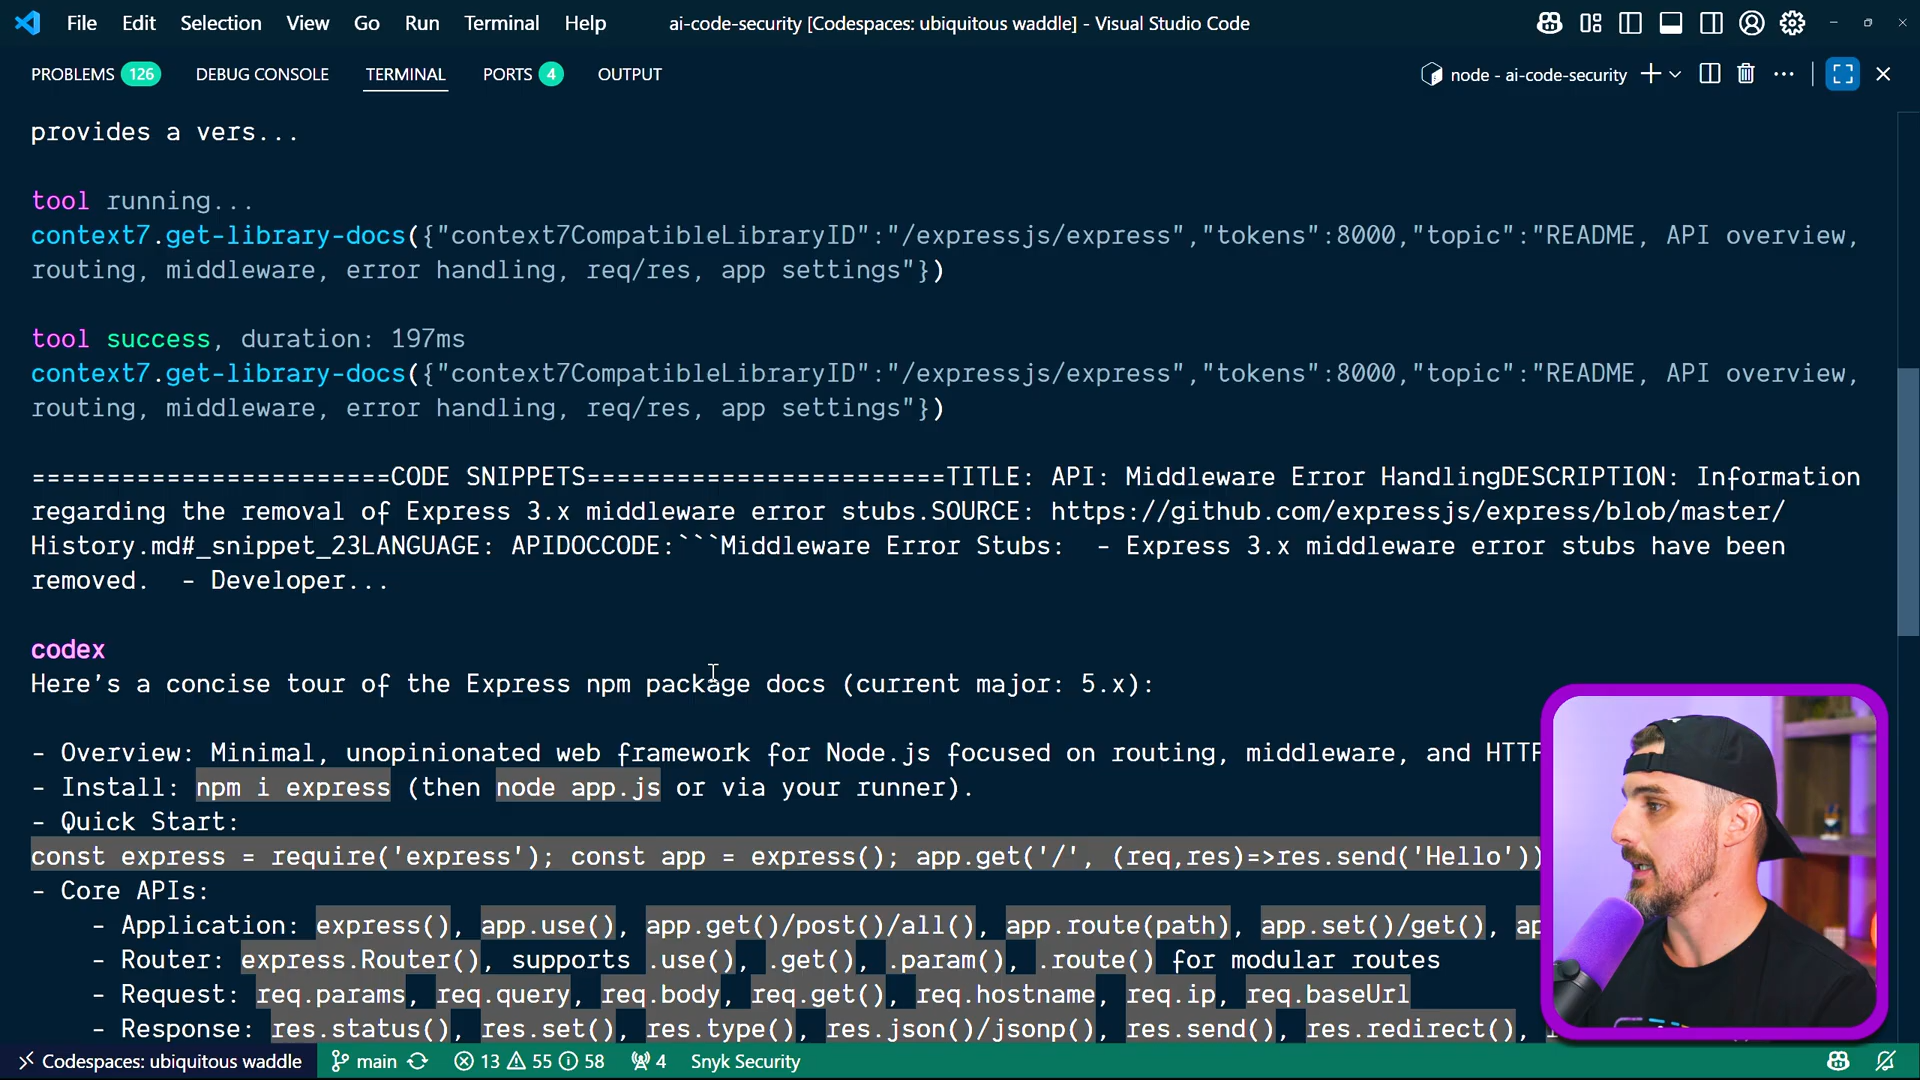 File Edit Selection View Go Run Terminal Help ai-code-security [Codespaces: ubiquitous waddle] - Visual Studio Code
PROBLEMS 126 DEBUG CONSOLE TERMINAL PORTS 4 OUTPUT node - ai-code-security
provides a vers...
tool running...
context7.get-library-docs({"context7CompatibleLibraryID":"/expressjs/express","tokens":8000,"topic":"README, API overview,
routing, middleware, error handling, req/res, app settings"})
tool success, duration: 197ms
context7.get-library-docs({"context7CompatibleLibraryID":"/expressjs/express","tokens":8000,"topic":"README, API overview,
routing, middleware, error handling, req/res, app settings"})
========================CODE SNIPPETS========================TITLE: API: Middleware Error HandlingDESCRIPTION: Information
regarding the removal of Express 3.x middleware error stubs.SOURCE: https://github.com/expressjs/express/blob/master/
History.md#_snippet_23LANGUAGE: APIDOCCODE:```Middleware Error Stubs:  - Express 3.x middleware error stubs have been
removed.  - Developer...
codex
Here's a concise tour of the Express npm package docs (current major: 5.x):
- Overview: Minimal, unopinionated web framework for Node.js focused on routing, middleware, and HTTP
- Install: npm i express (then node app.js or via your runner).
- Quick Start:
const express = require('express'); const app = express(); app.get('/', (req,res)=>res.send('Hello'))
- Core APIs:
- Application: express(), app.use(), app.get()/post()/all(), app.route(path), app.set()/get(), ap
- Router: express.Router(), supports .use(), .get(), .param(), .route() for modular routes
- Request: req.params, req.query, req.body, req.get(), req.hostname, req.ip, req.baseUrl
- Response: res.status(), res.set(), res.type(), res.json()/jsonp(), res.send(), res.redirect(),
Codespaces: ubiquitous waddle main 13 55 58 4 Snyk Security